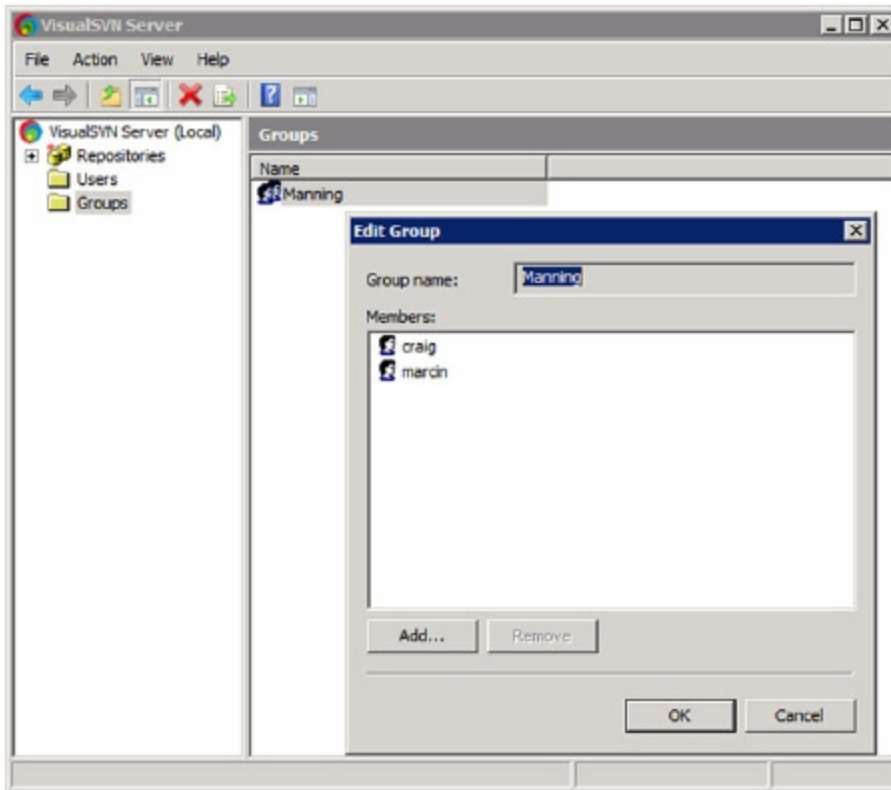 VisualSVN Server
File Action View Help
VisualSVN Server (Local)
Repositories
Users
Groups
Groups
Name
Manning
Edit Group
Group name: Manning
Members:
craig
marcin
Add... Remove
OK Cancel